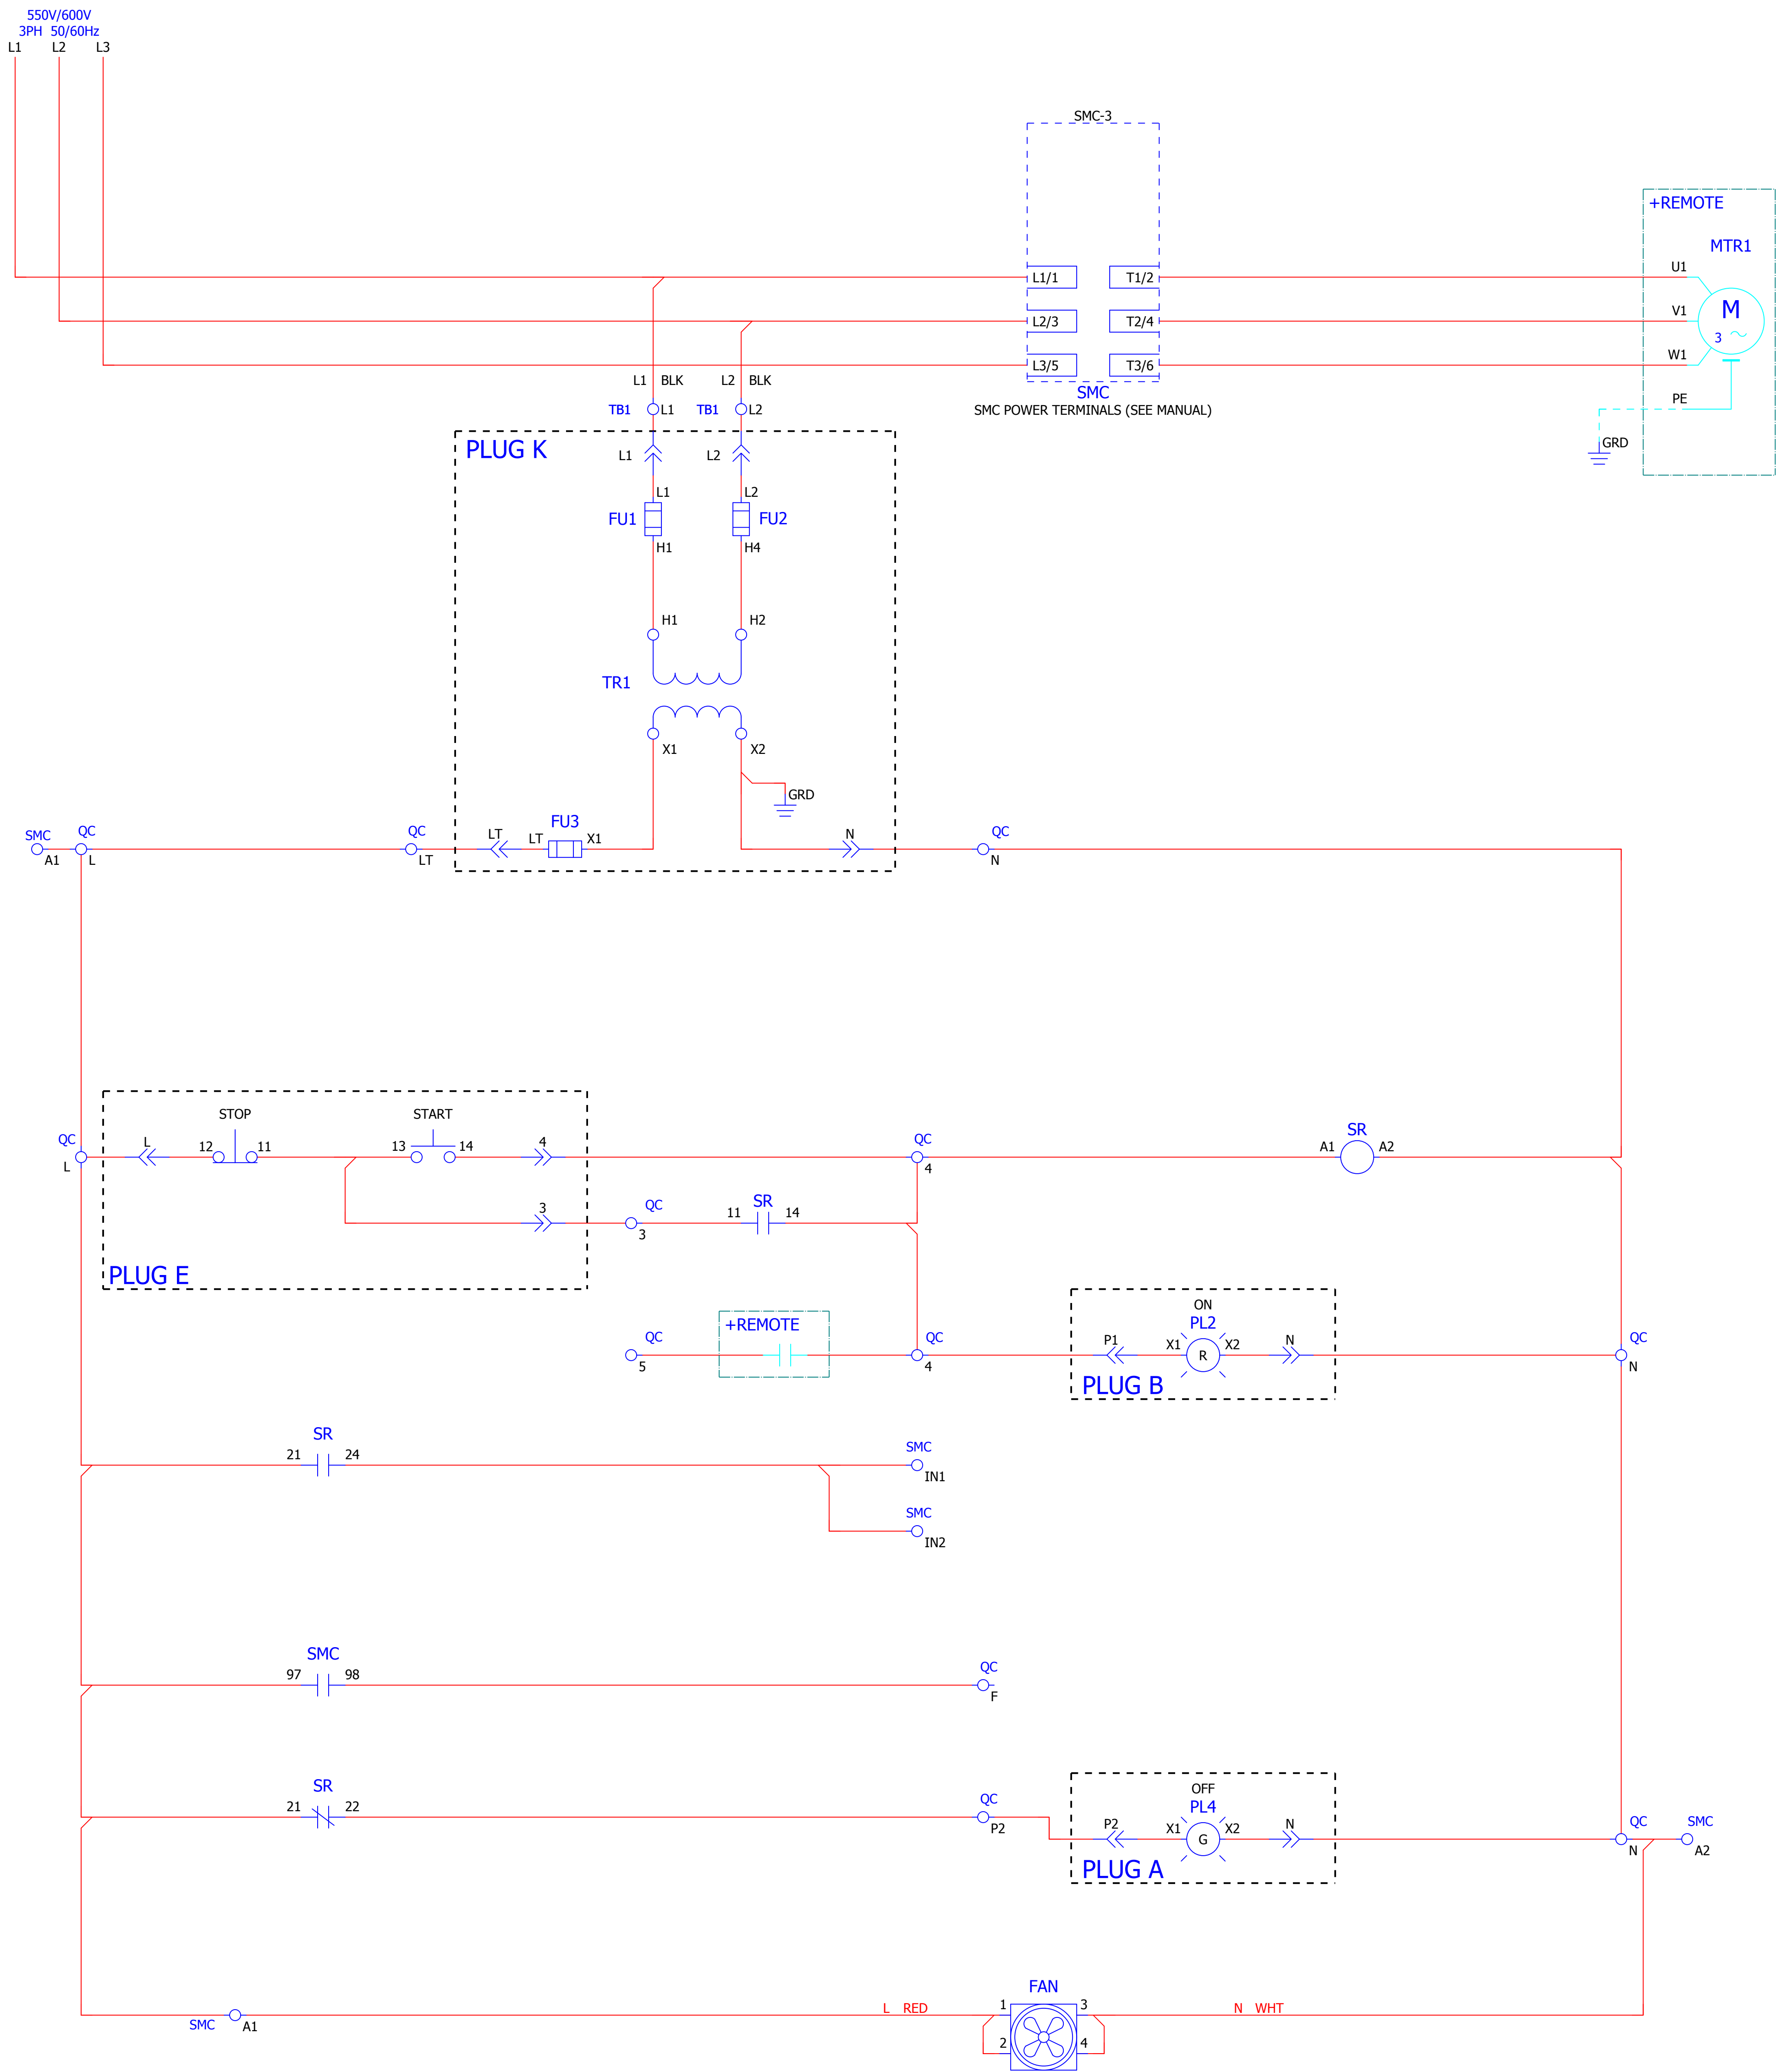 550V/600V
3PH 50/60Hz
L1 L2 L3
SMC-3
+REMOTE
MTR1
L1/1 T1/2 U1
L2/3 T2/4 V1
M
3
L3/5 T3/6 W1
SMC
SMC POWER TERMINALS (SEE MANUAL)
PE
GRD
L1 BLK L2 BLK
TB1 L1 TB1 L2
PLUG K
L1 L2
L1 L2
FU1 FU2
H1 H4
H1 H2
TR1
X1 X2
GRD
SMC QC QC FU3 QC
LT LT X1 N
A1 L LT N
STOP START
QC L 12 11 13 14 4 QC SR
A1 A2
L 4
3 QC SR
11 14
3
PLUG E
+REMOTE
QC QC
5 4
ON
PL2
P1 X1 R X2 N
PLUG B
QC
N
SR
21 24
SMC
IN1
SMC
IN2
SMC
97 98
QC
F
SR
21 22
QC
P2
OFF
PL4
P2 X1 G X2 N
PLUG A
QC SMC
N A2
FAN
L RED 1 3 N WHT
SMC A1
2 4